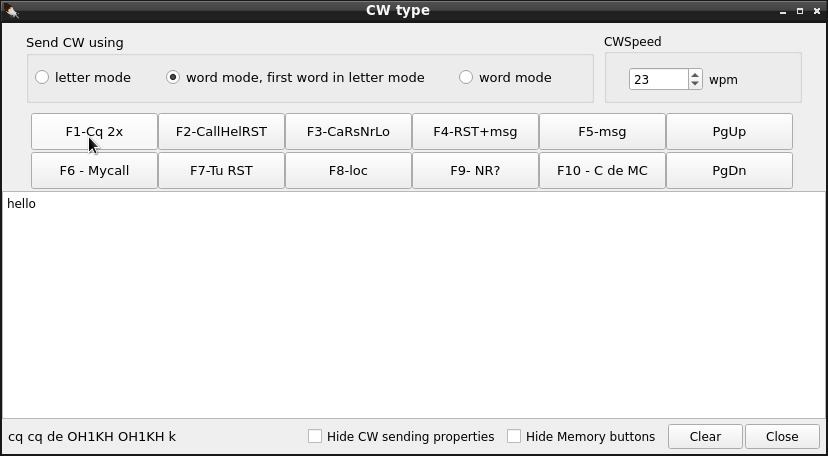 CW type
Send CW using
CWSpeed
letter mode
word mode, first word in letter mode
word mode
23
wpm
F1-Cq 2x
F2-CallHelRST
F3-CaRsNrLo
F4-RST+msg
F5-msg
PgUp
F6 - Mycall
F7-Tu RST
F8-loc
F9- NR?
F10 - C de MC
PgDn
hello
cq cq de OH1KH OH1KH k
Hide CW sending properties
Hide Memory buttons
Clear
Close